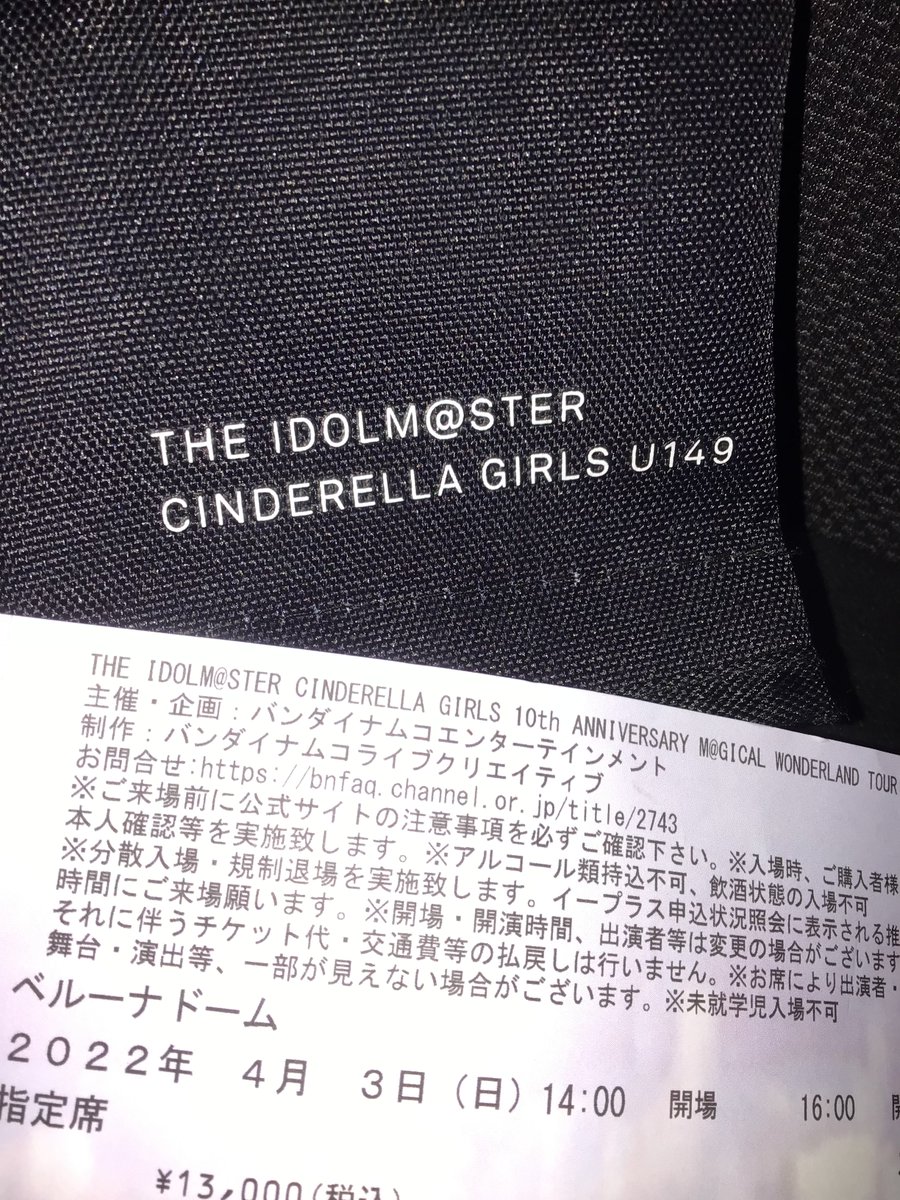 THE IDOLM@STER
CINDERELLA GIRLS U149
THE IDOLM@STER CINDERELLA GIRLS 10th ANNIVERSARY M@GICAL WONDERLAND TOUR
主催・企画:バンダイナムコエンターテインメント
制作:バンダイナムコライブクリエイティブ
お問合せ:https://bnfaq.channel.or.jp/title/2743
※ご来場前に公式サイトの注意事項を必ずご確認下さい。※入場時、ご購入者様
本人確認等を実施致します。※アルコール類持込不可、飲酒状態の入場不可
※分散入場・規制退場を実施致します。イープラス申込状況照会に表示される推
時間にご来場願います。※開場・開演時間、出演者等は変更の場合がございます
それに伴うチケット代・交通費等の払戻しは行いません。※お席により出演者・
舞台・演出等、一部が見えない場合がございます。※未就学児入場不可
ベルーナドーム
2022年 4月 3日(日)14:00 開場 16:00
指定席
¥13,000(税込)